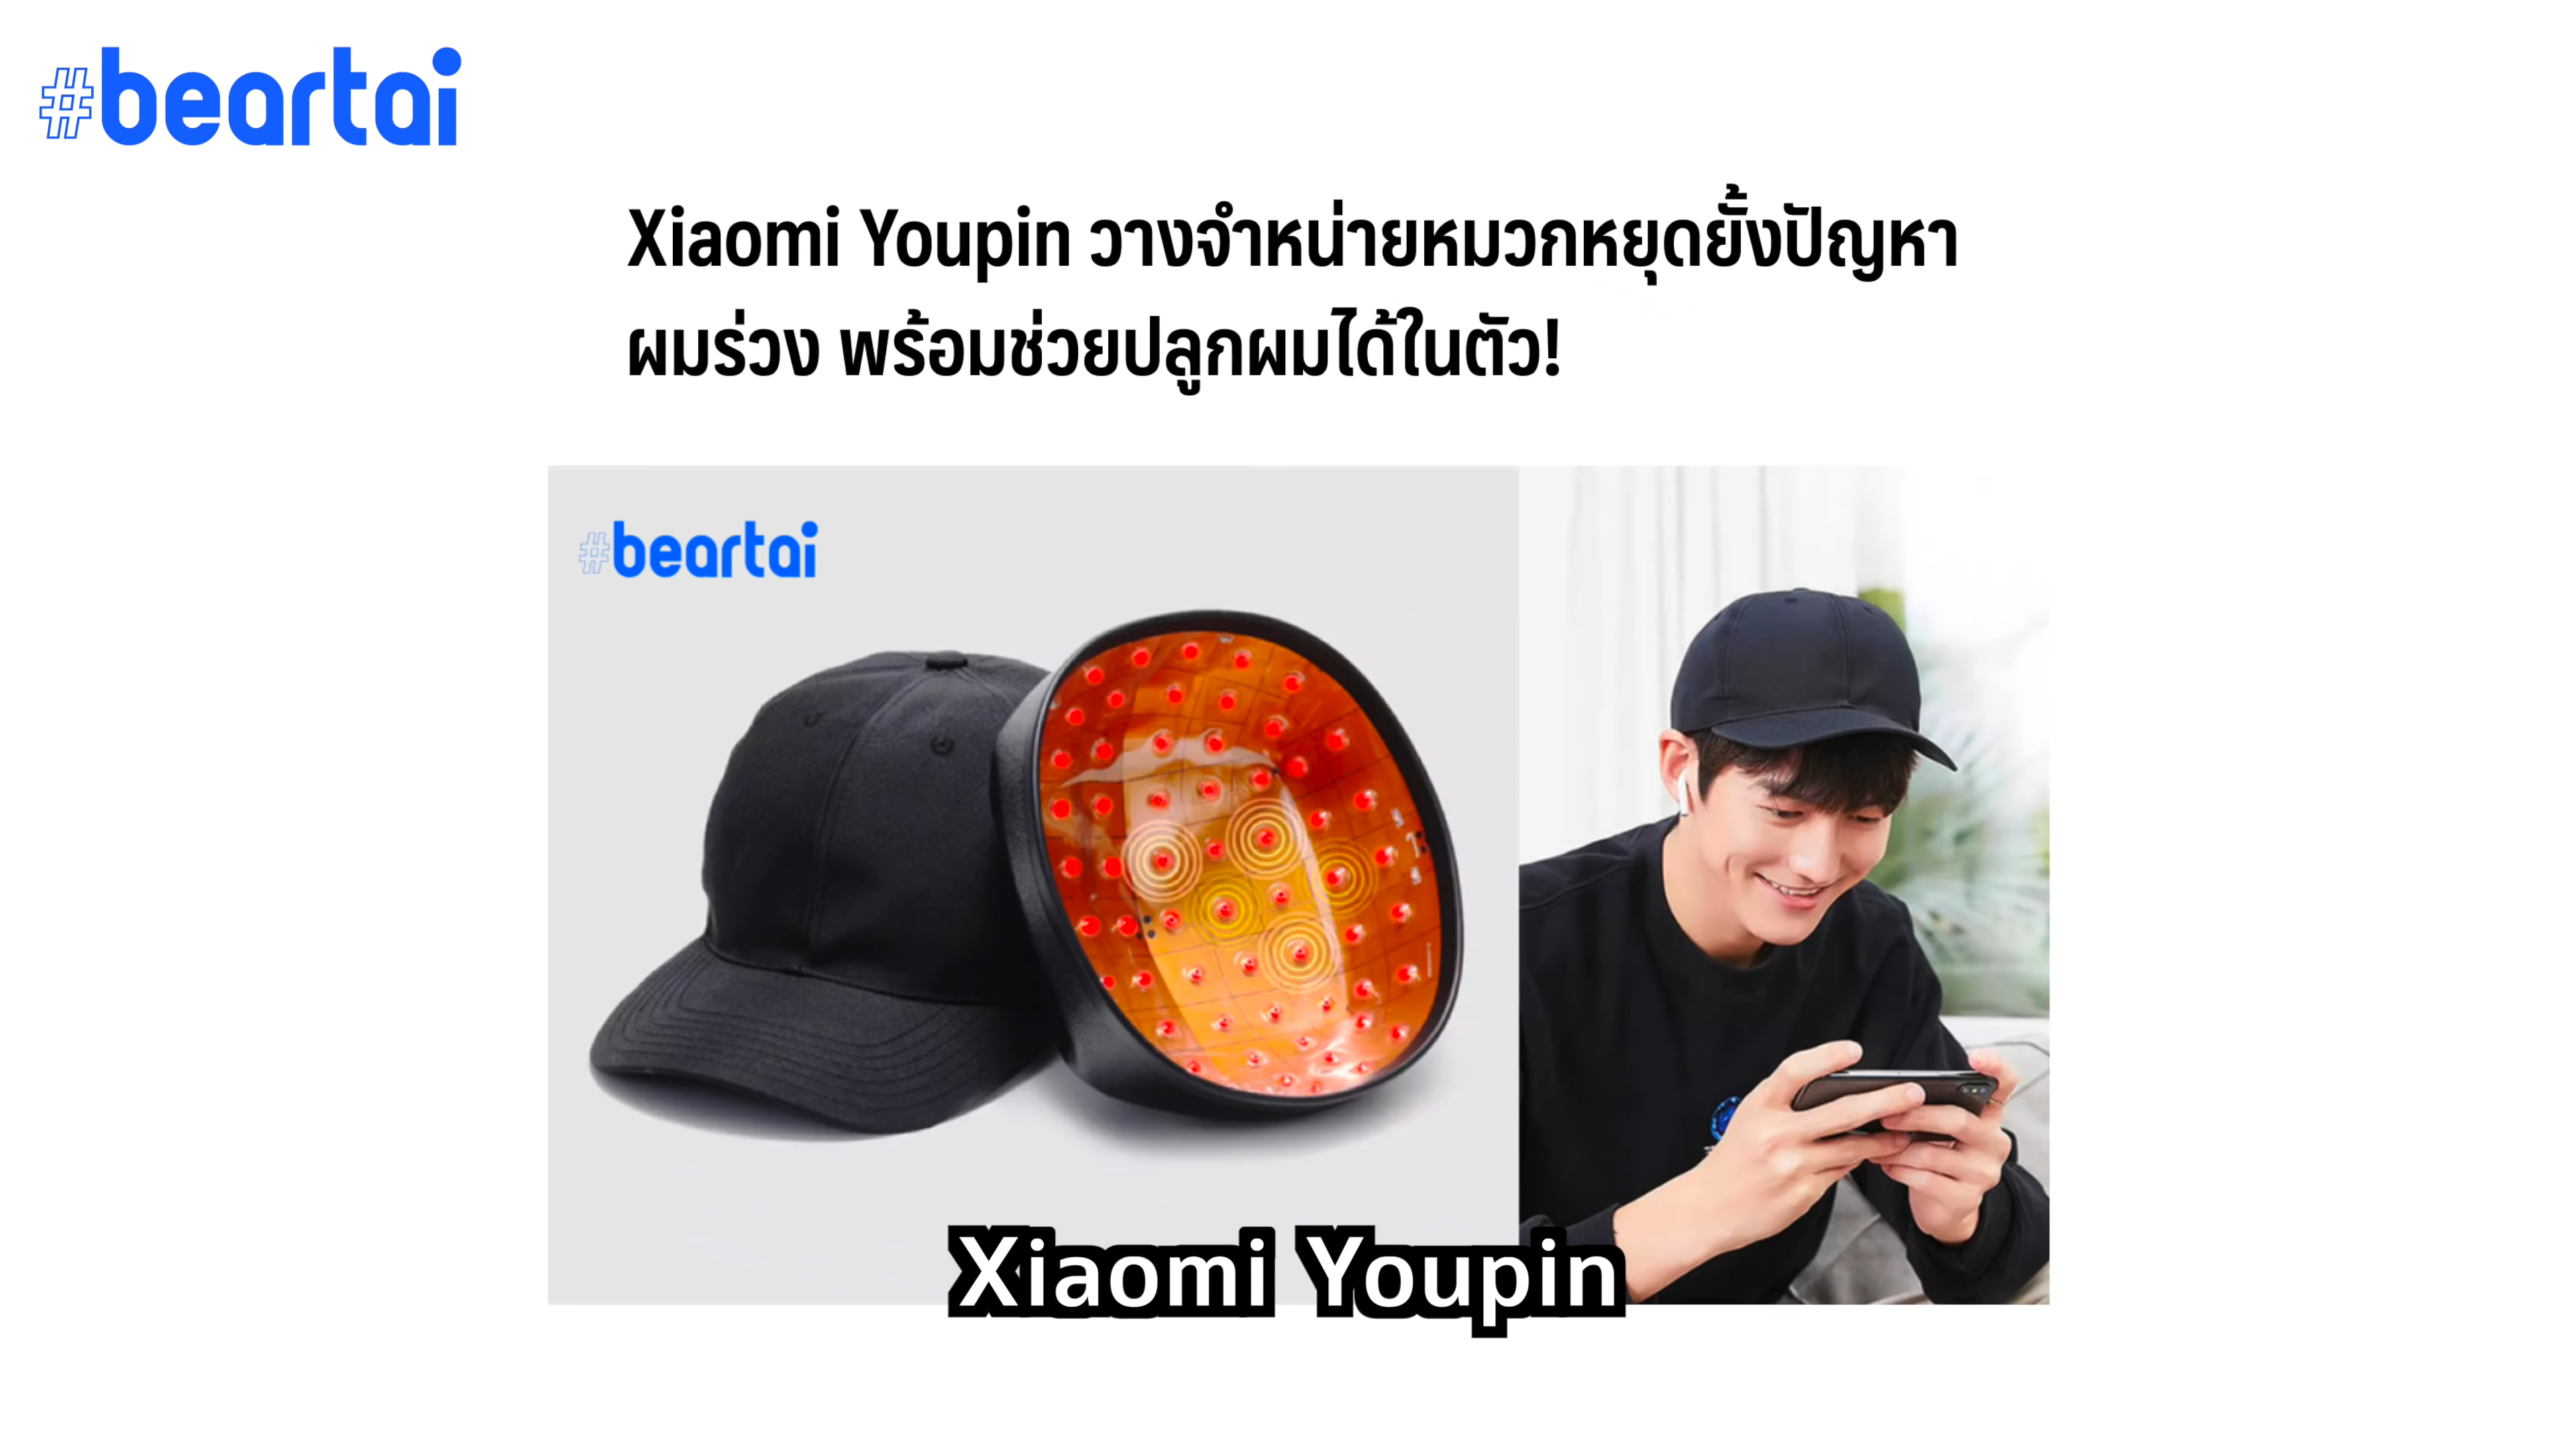 #beartai
Xiaomi Youpin วางจำหน่ายหมวกหยุดยั้งปัญหา
ผมร่วง พร้อมช่วยปลูกผมได้ในตัว!
#beartai
Xiaomi Youpin